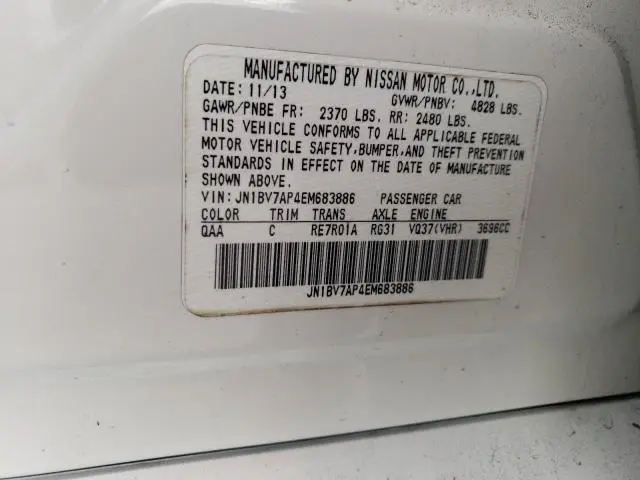 MANUFACTURED BY NISSAN MOTOR CO.,LTD.
DATE: 11/13 GVWR/PNBV: 4828 LBS.
GAWR/PNBE FR: 2370 LBS. RR: 2480 LBS.
THIS VEHICLE CONFORMS TO ALL APPLICABLE FEDERAL
MOTOR VEHICLE SAFETY,BUMPER,AND THEFT PREVENTION
STANDARDS IN EFFECT ON THE DATE OF MANUFACTURE
SHOWN ABOVE.
VIN:JN1BV7AP4EM683886 PASSENGER CAR
COLOR TRIM TRANS AXLE ENGINE
QAA C RE7R01A RG31 VQ37(VHR) 3696CC
JN1BV7AP4EM683886